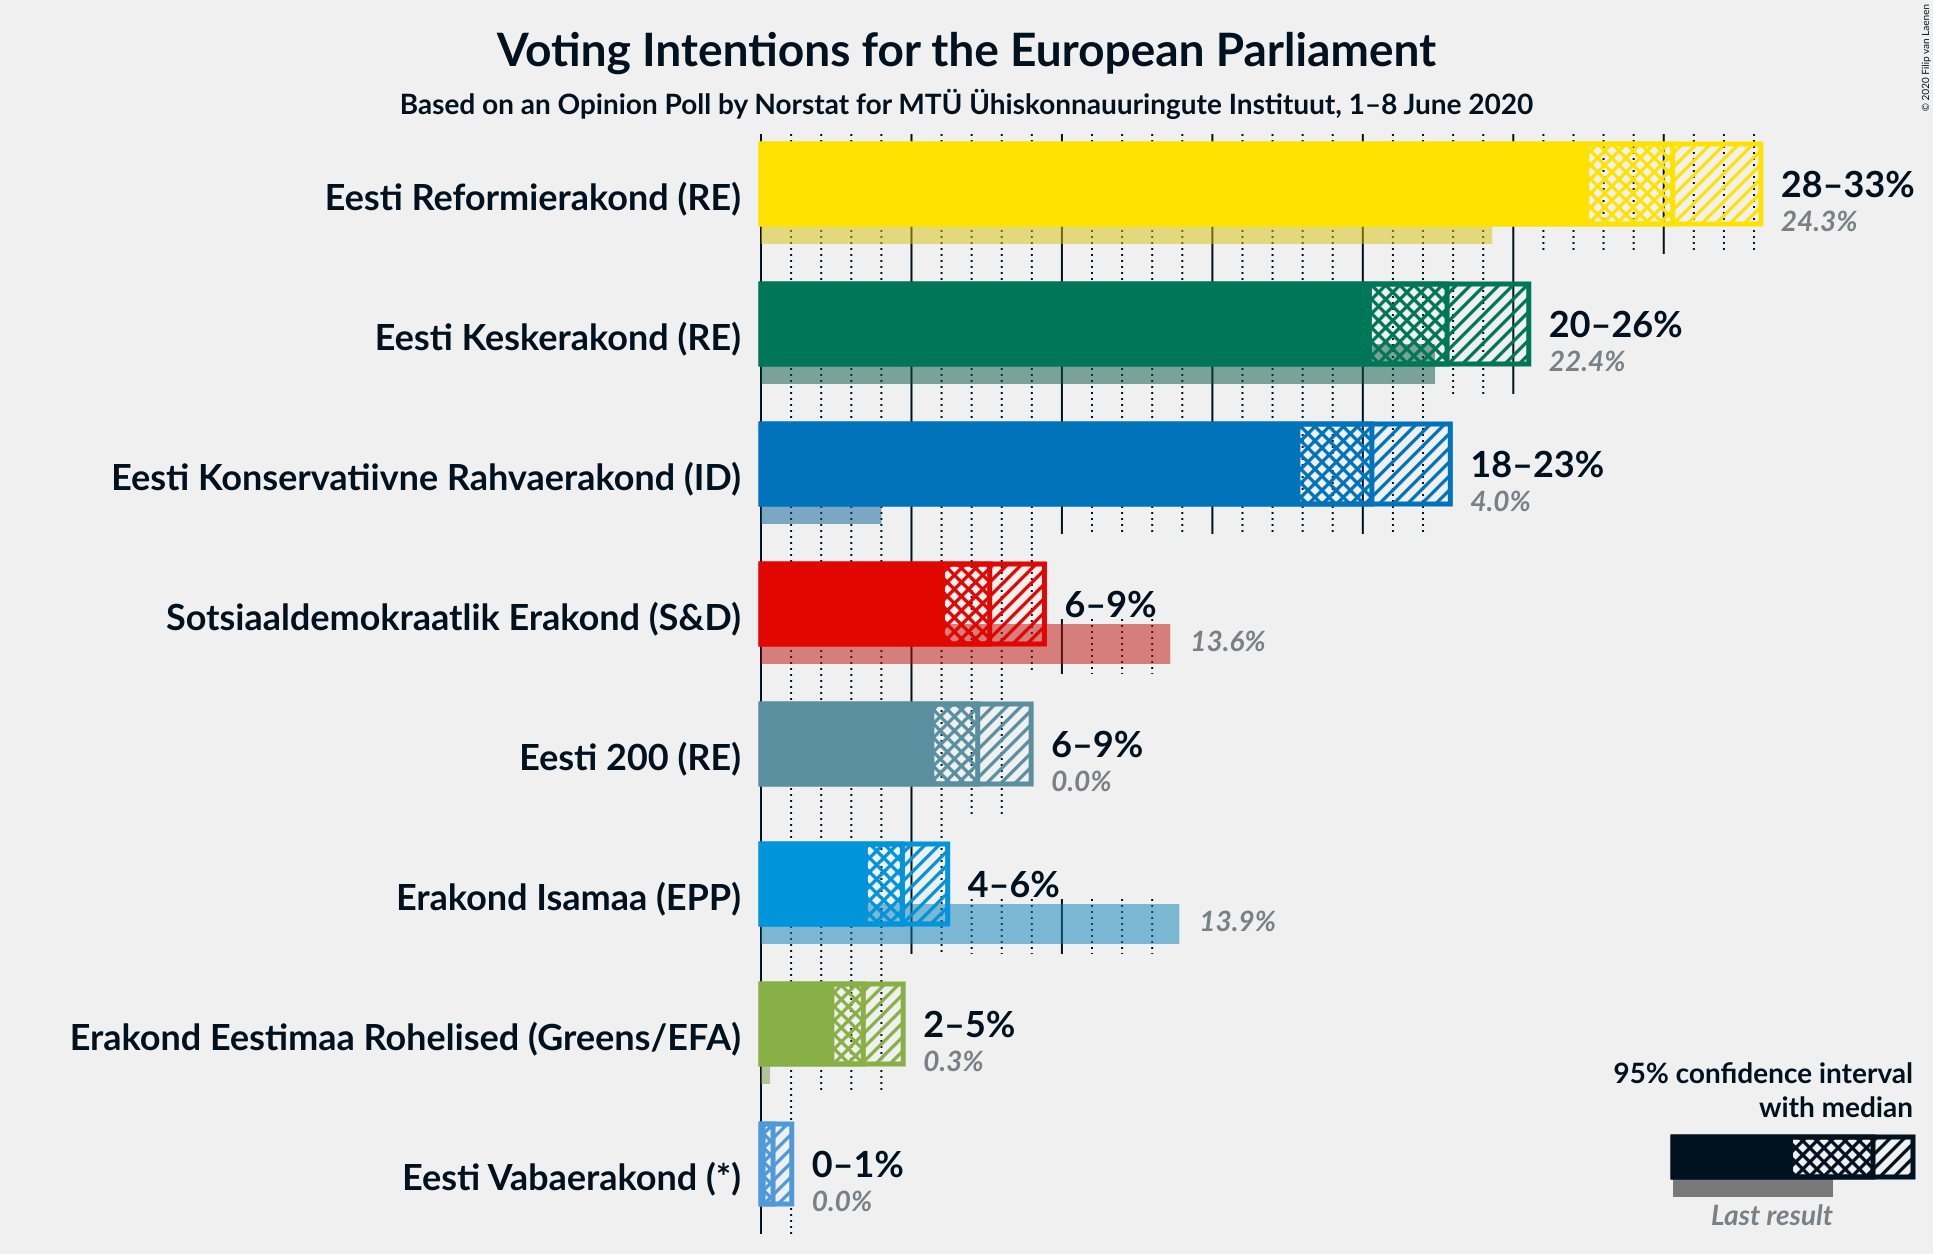 Voting Intentions for the European Parliament
Based on an Opinion Poll by Norstat for MTÜ Ühiskonnauuringute Instituut, 1–8 June 2020
© 2020 Filip van Laenen
Eesti Reformierakond (RE)
28–33%
24.3%
Eesti Keskerakond (RE)
20–26%
22.4%
Eesti Konservatiivne Rahvaerakond (ID)
18–23%
4.0%
Sotsiaaldemokraatlik Erakond (S&D)
6–9%
13.6%
Eesti 200 (RE)
6–9%
0.0%
Erakond Isamaa (EPP)
4–6%
13.9%
Erakond Eestimaa Rohelised (Greens/EFA)
2–5%
0.3%
Eesti Vabaerakond (*)
0–1%
0.0%
95% confidence interval
with median
Last result